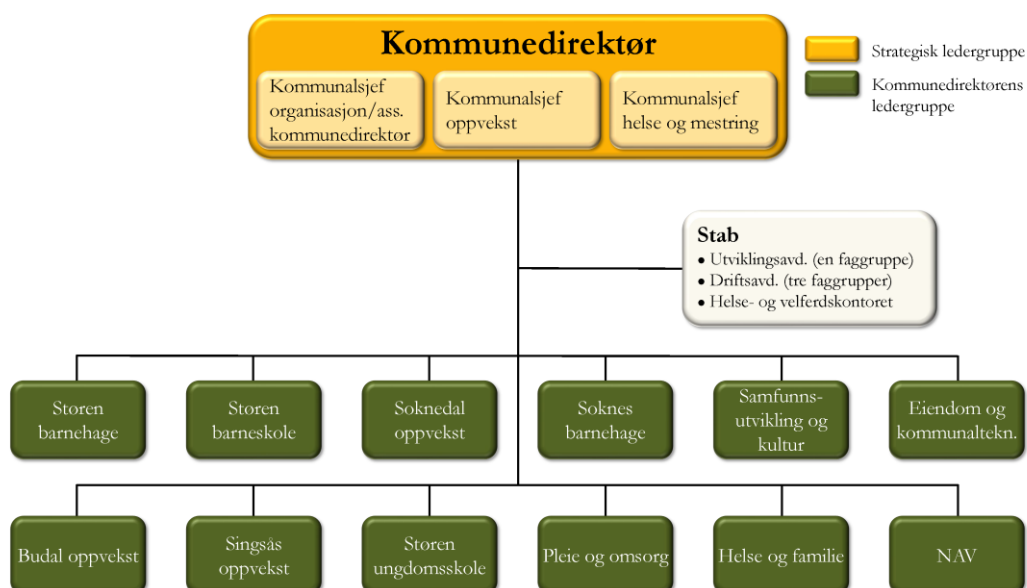 Kommunedirektør
Kommunalsjef
organisasjon/ass.
kommunedirektør
Kommunalsjef
oppvekst
Kommunalsjef
helse og mestring
Strategisk ledergruppe
Kommunedirektørens
ledergruppe
Stab
• Utviklingsavd. (en faggruppe)
• Driftsavd. (tre faggrupper)
• Helse- og velferdskontoret
Støren
barnehage
Støren
barneskole
Soknedal
oppvekst
Soknes
barnehage
Samfunns-
utvikling og
kultur
Eiendom og
kommunaltekn.
Budal oppvekst
Singsås
oppvekst
Støren
ungdomsskole
Pleie og omsorg
Helse og familie
NAV